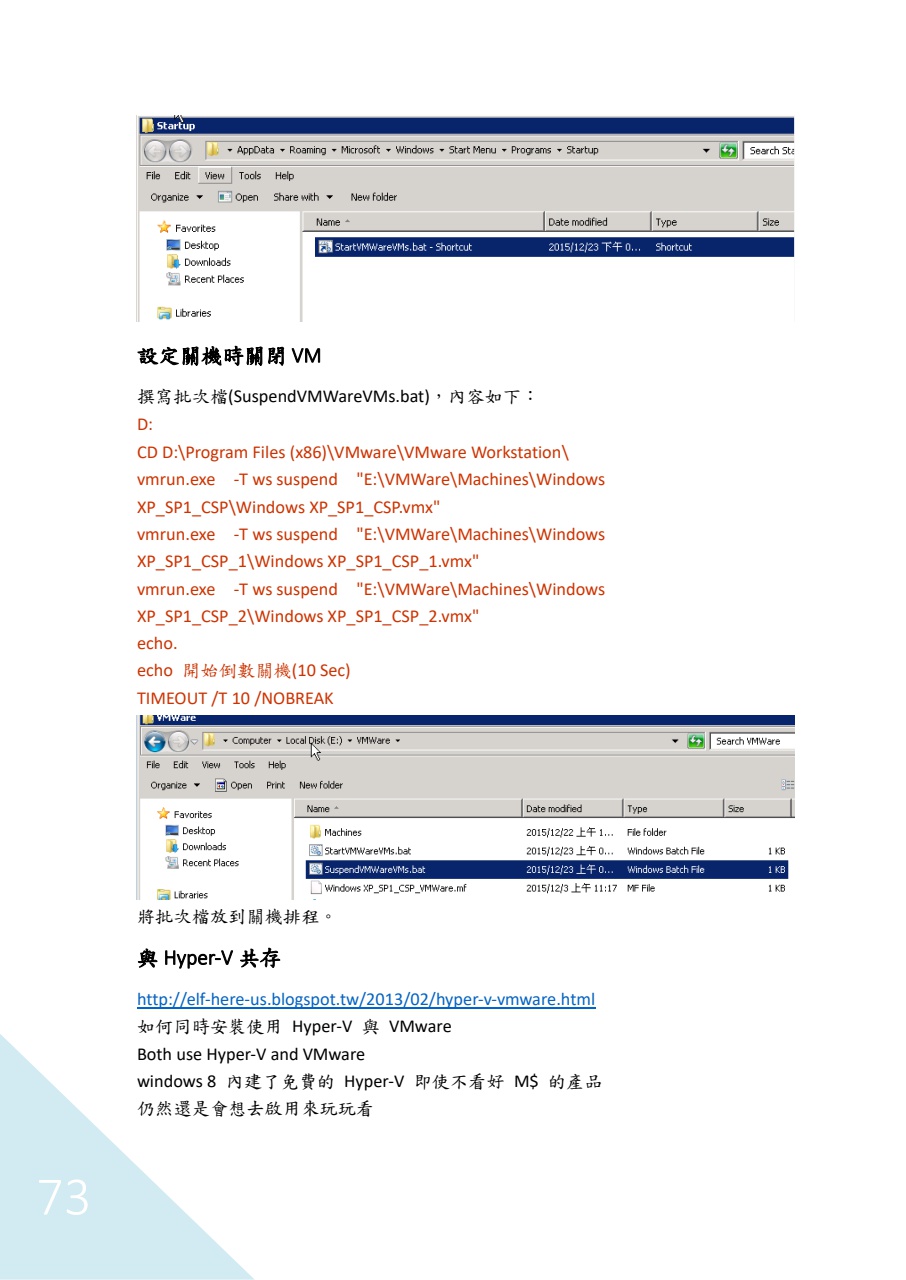 Startup
AppData Roaming Microsoft Windows Start Menu Programs Startup Search Sta
File Edit View Tools Help
Organize Open Share with New folder
Name Date modified Type Size
Favorites
StartVMWareVMs.bat - Shortcut 2015/12/23 下午 0... Shortcut
Desktop
Downloads
Recent Places
Libraries
設定關機時關閉 VM
撰寫批次檔(SuspendVMWareVMs.bat)，內容如下：
D:
CD D:\Program Files (x86)\VMware\VMware Workstation\
vmrun.exe -T ws suspend "E:\VMWare\Machines\Windows
XP_SP1_CSP\Windows XP_SP1_CSP.vmx"
vmrun.exe -T ws suspend "E:\VMWare\Machines\Windows
XP_SP1_CSP_1\Windows XP_SP1_CSP_1.vmx"
vmrun.exe -T ws suspend "E:\VMWare\Machines\Windows
XP_SP1_CSP_2\Windows XP_SP1_CSP_2.vmx"
echo.
echo 開始倒數關機(10 Sec)
TIMEOUT /T 10 /NOBREAK
VMWare
Computer Local Disk (E:) VMWare Search VMWare
File Edit View Tools Help
Organize Open Print New folder
Name Date modified Type Size
Favorites
Desktop
Downloads
Recent Places
Libraries
Machines 2015/12/22 上午 1... File folder
StartVMWareVMs.bat 2015/12/23 上午 0... Windows Batch File 1 KB
SuspendVMWareVMs.bat 2015/12/23 上午 0... Windows Batch File 1 KB
Windows XP_SP1_CSP_VMWare.mf 2015/12/3 上午 11:17 MF File 1 KB
將批次檔放到關機排程。
與 Hyper-V 共存
http://elf-here-us.blogspot.tw/2013/02/hyper-v-vmware.html
如何同時安裝使用 Hyper-V 與 VMware
Both use Hyper-V and VMware
windows 8 內建了免費的 Hyper-V 即使不看好 M$ 的產品
仍然還是會想去啟用來玩玩看
73